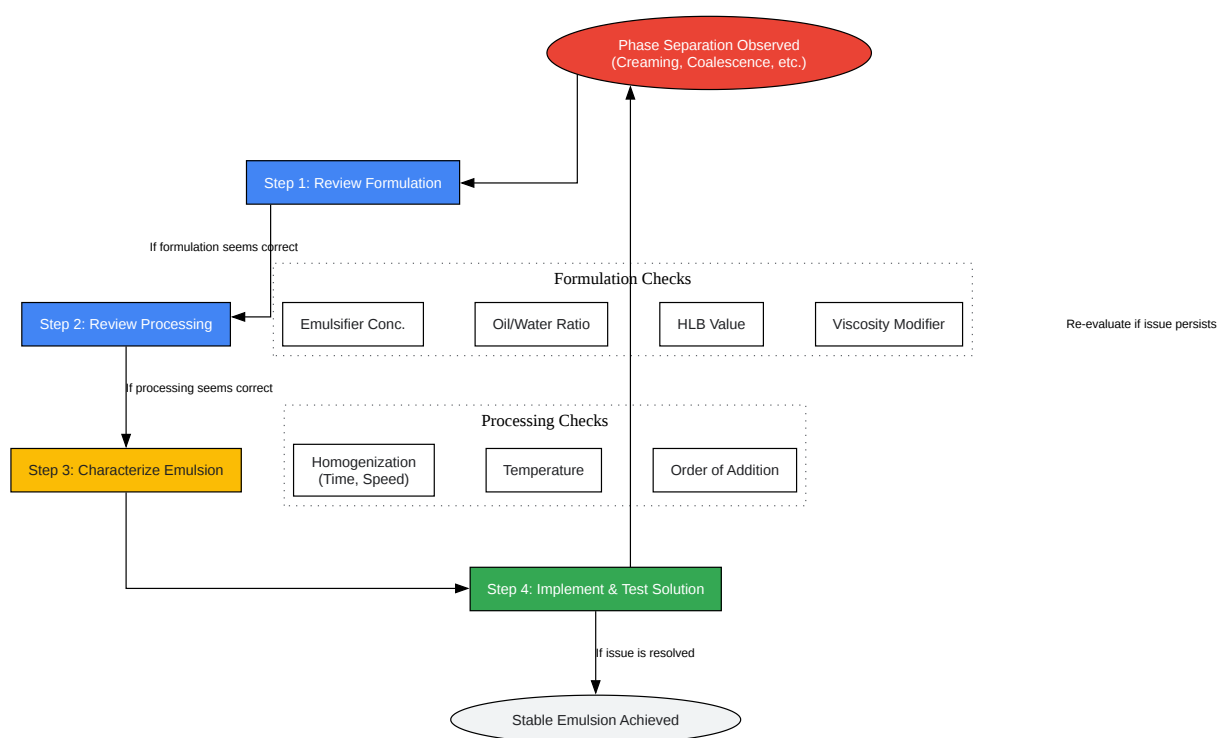 Phase Separation Observed
(Creaming, Coalescence, etc.)
Step 1: Review Formulation
If formulation seems correct
Formulation Checks
Step 2: Review Processing
Emulsifier Conc.
Oil/Water Ratio
HLB Value
Viscosity Modifier
Re-evaluate if issue persists
If processing seems correct
Processing Checks
Step 3: Characterize Emulsion
Homogenization
(Time, Speed)
Temperature
Order of Addition
Step 4: Implement & Test Solution
If issue is resolved
Stable Emulsion Achieved